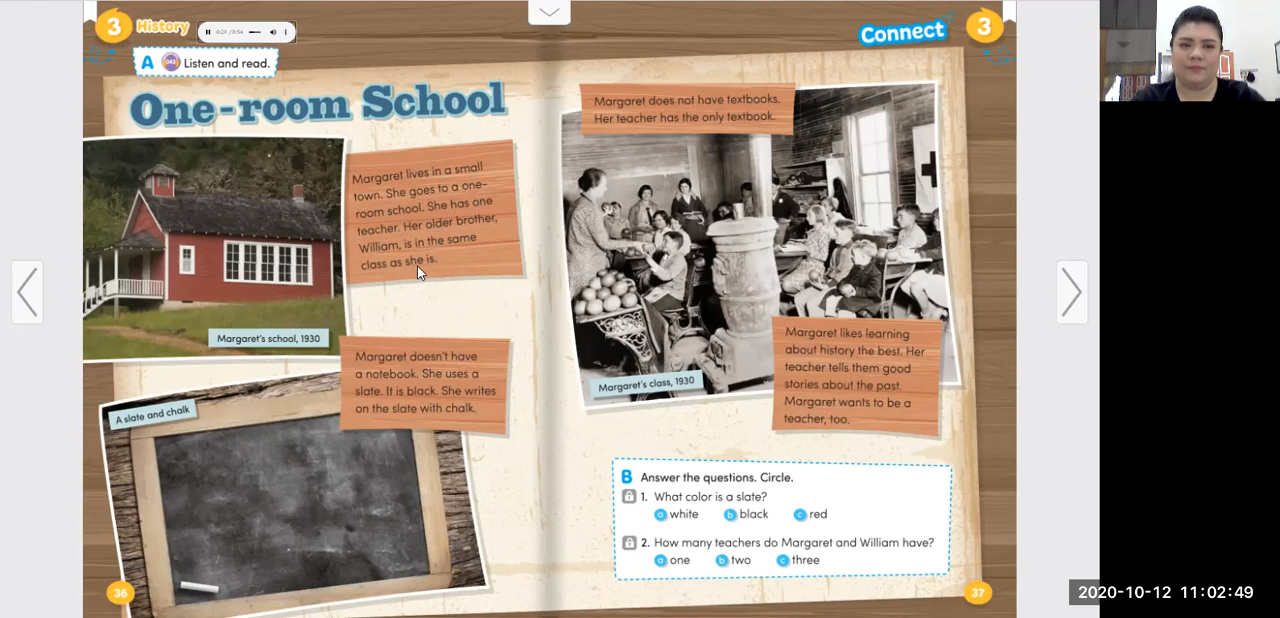 3 History
0:20 / 0:54
Connect 3
A 043 Listen and read.
One-room School
Margaret lives in a small
town. She goes to a one-
room school. She has one
teacher. Her older brother,
William, is in the same
class as she is.
Margaret's school, 1930
Margaret doesn't have
a notebook. She uses a
slate. It is black. She writes
on the slate with chalk.
A slate and chalk
36
Margaret does not have textbooks.
Her teacher has the only textbook.
Margaret's class, 1930
Margaret likes learning
about history the best. Her
teacher tells them good
stories about the past.
Margaret wants to be a
teacher, too.
B Answer the questions. Circle.
1. What color is a slate?
a white b black c red
2. How many teachers do Margaret and William have?
a one b two c three
37
2020-10-12 11:02:49